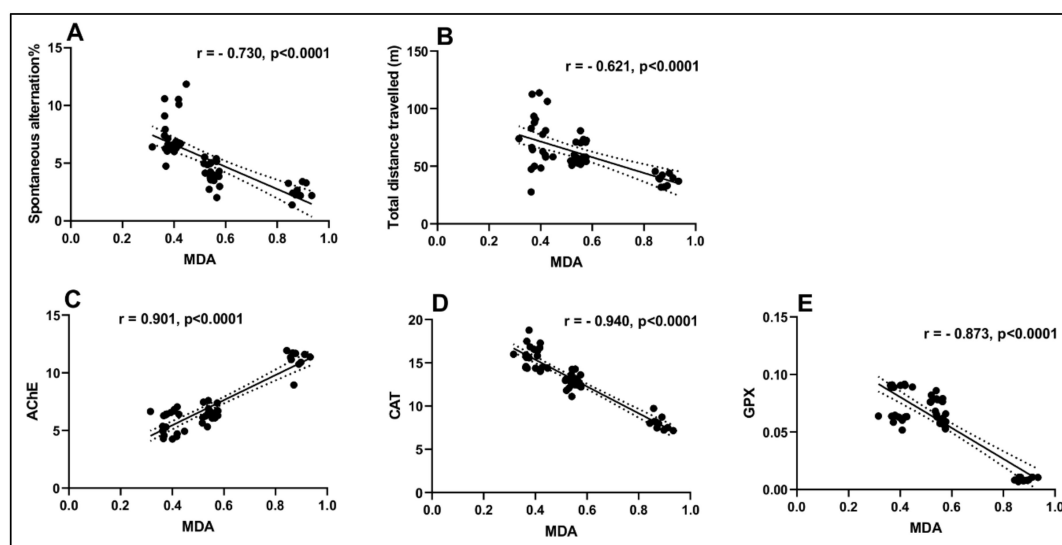 A
r = - 0.730, p<0.0001
Spontaneous alternation%
15
10
5
0
0.0 0.2 0.4 0.6 0.8 1.0
MDA
B
r = - 0.621, p<0.0001
Total distance travelled (m)
150
100
50
0
0.0 0.2 0.4 0.6 0.8 1.0
MDA
C
r = 0.901, p<0.0001
AChE
15
10
5
0
0.0 0.2 0.4 0.6 0.8 1.0
MDA
D
r = - 0.940, p<0.0001
CAT
20
15
10
5
0
0.0 0.2 0.4 0.6 0.8 1.0
MDA
E
r = - 0.873, p<0.0001
GPX
0.15
0.10
0.05
0.00
0.0 0.2 0.4 0.6 0.8 1.0
MDA